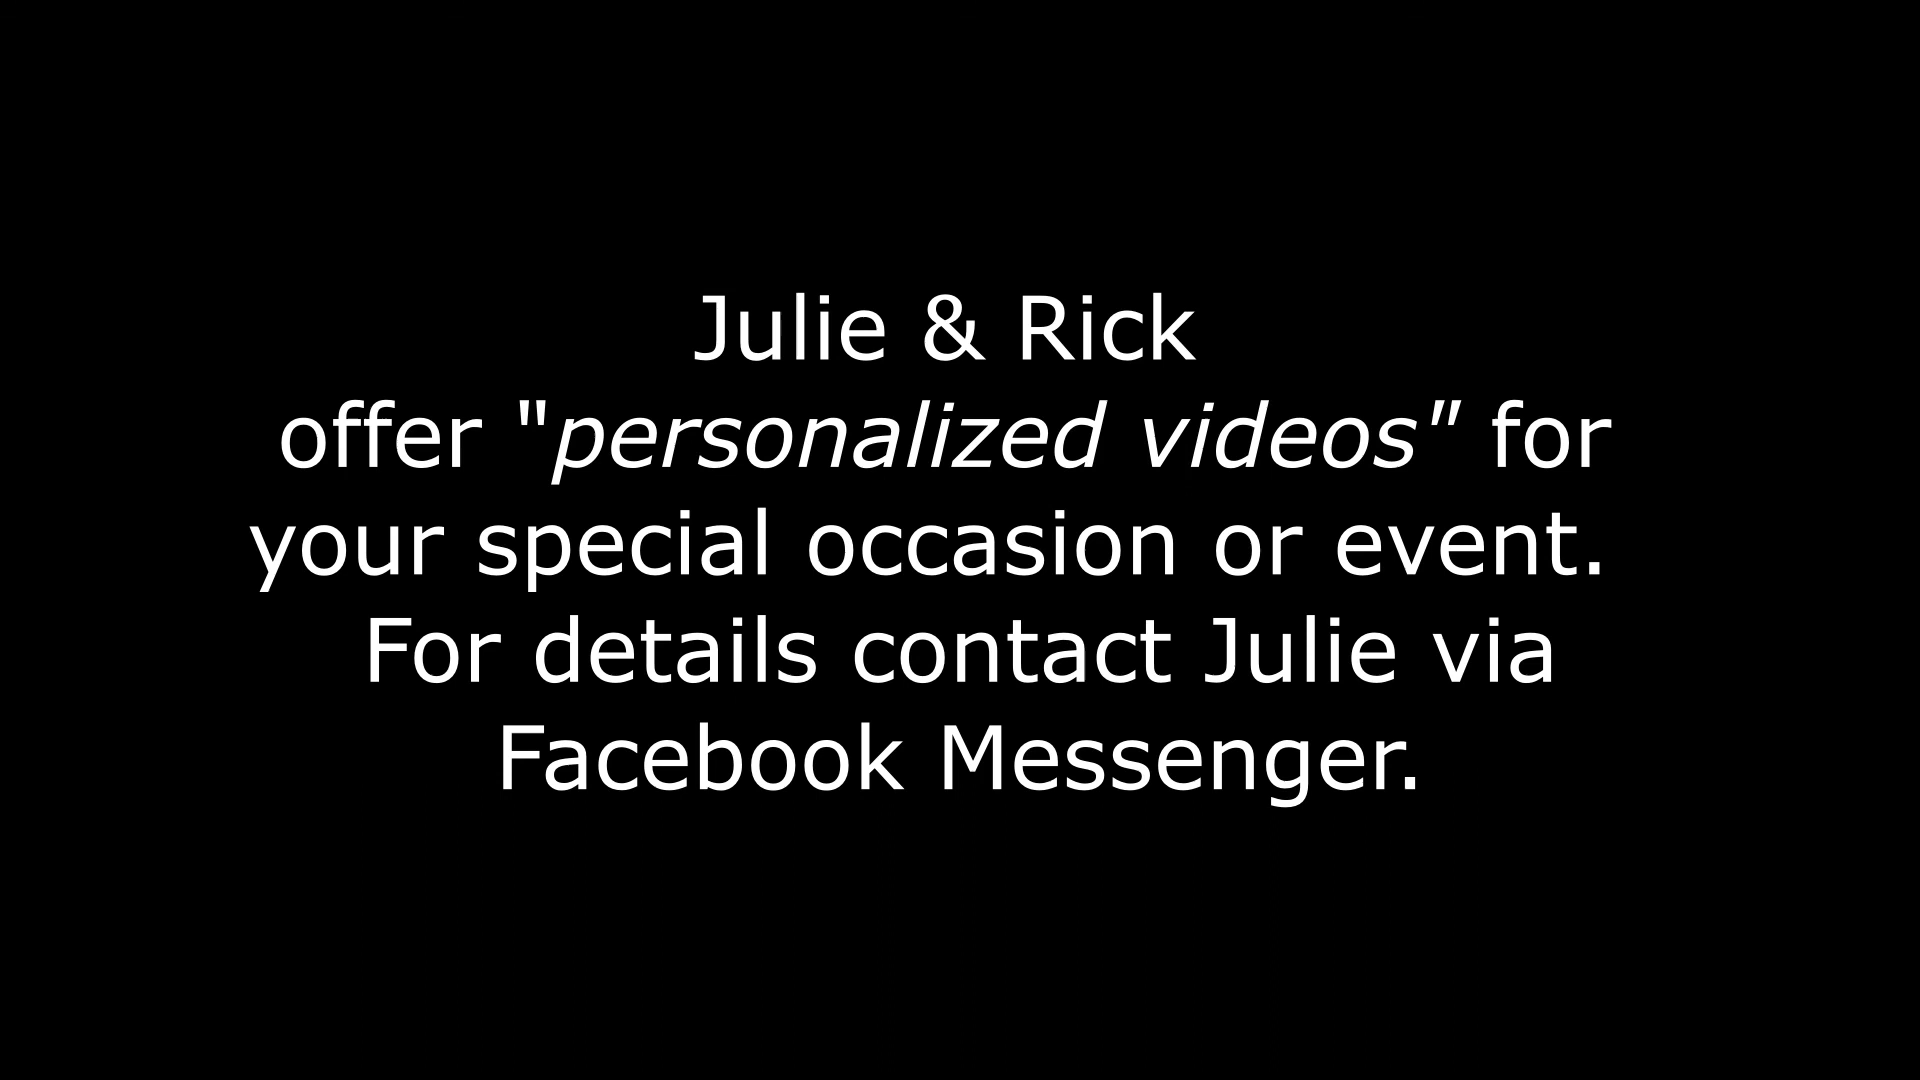 Julie & Rick
offer "personalized videos" for
your special occasion or event.
For details contact Julie via
Facebook Messenger.